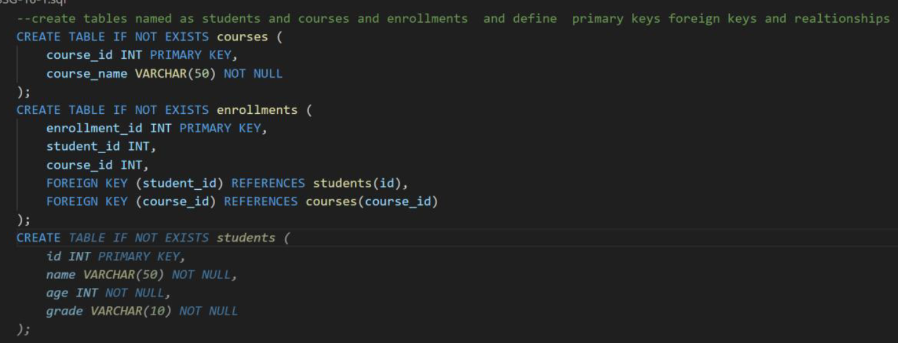 --create tables named as students and courses and enrollments  and define  primary keys foreign keys and realtionships
CREATE TABLE IF NOT EXISTS courses (
    course_id INT PRIMARY KEY,
    course_name VARCHAR(50) NOT NULL
);
CREATE TABLE IF NOT EXISTS enrollments (
    enrollment_id INT PRIMARY KEY,
    student_id INT,
    course_id INT,
    FOREIGN KEY (student_id) REFERENCES students(id),
    FOREIGN KEY (course_id) REFERENCES courses(course_id)
);
CREATE TABLE IF NOT EXISTS students (
    id INT PRIMARY KEY,
    name VARCHAR(50) NOT NULL,
    age INT NOT NULL,
    grade VARCHAR(10) NOT NULL
);